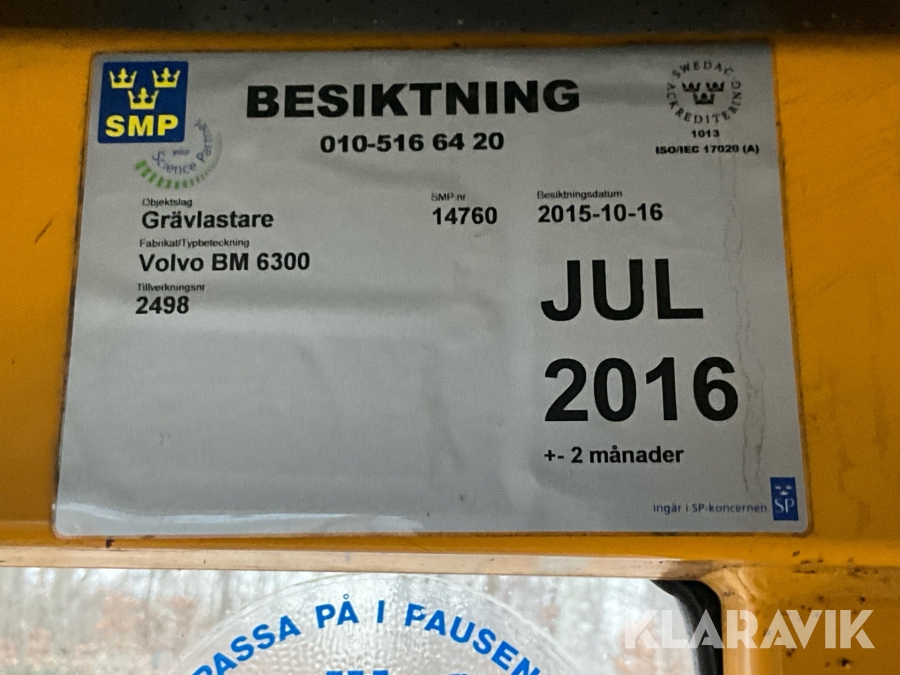 SMP
BESIKTNING
010-516 64 20
SWEDAC
ACKREDITERING
1013
ISO/IEC 17020 (A)
Science Partner
Objektslag
Grävlastare
SMP nr
14760
Besiktningsdatum
2015-10-16
Fabrikat/Typbeteckning
Volvo BM 6300
Tillverkningsnr
2498
JUL
2016
+- 2 månader
ingår i SP-koncernen
SP
PASSA PÅ I PAUSEN
KLARAVIK